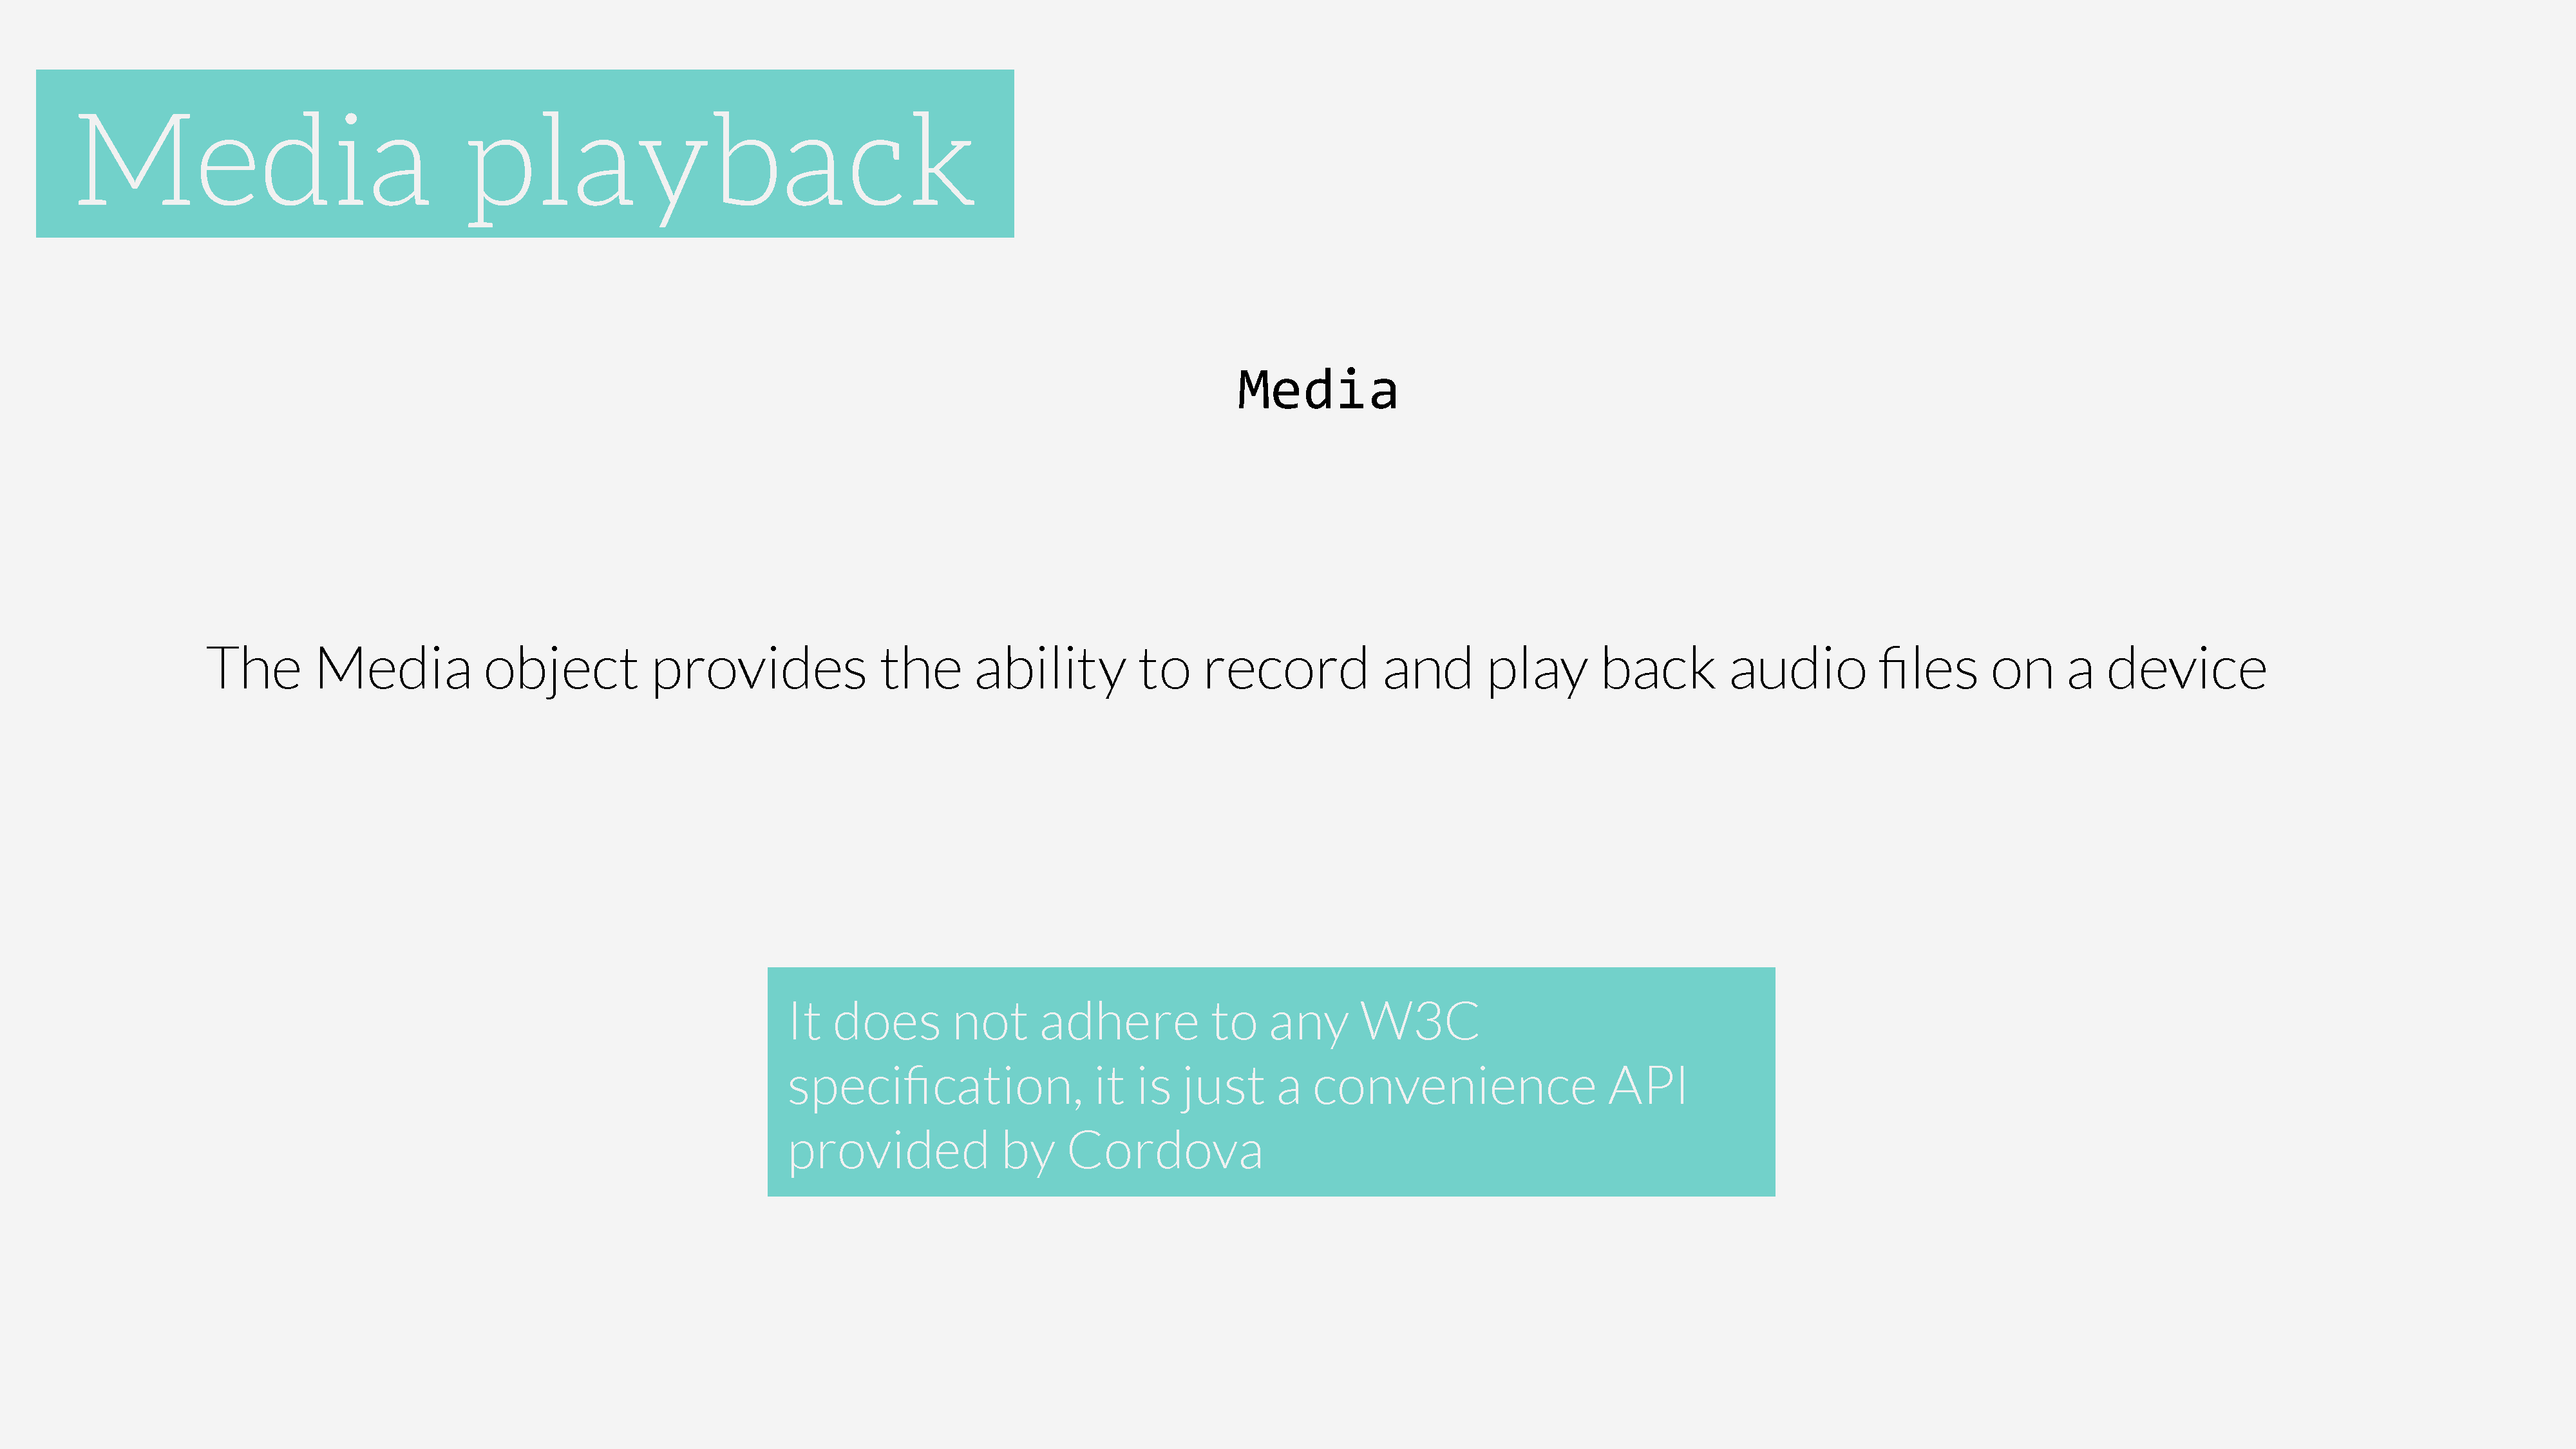 Media playback
Media
The Media object provides the ability to record and play back audio files on a device
It does not adhere to any W3C
specification, it is just a convenience API
provided by Cordova